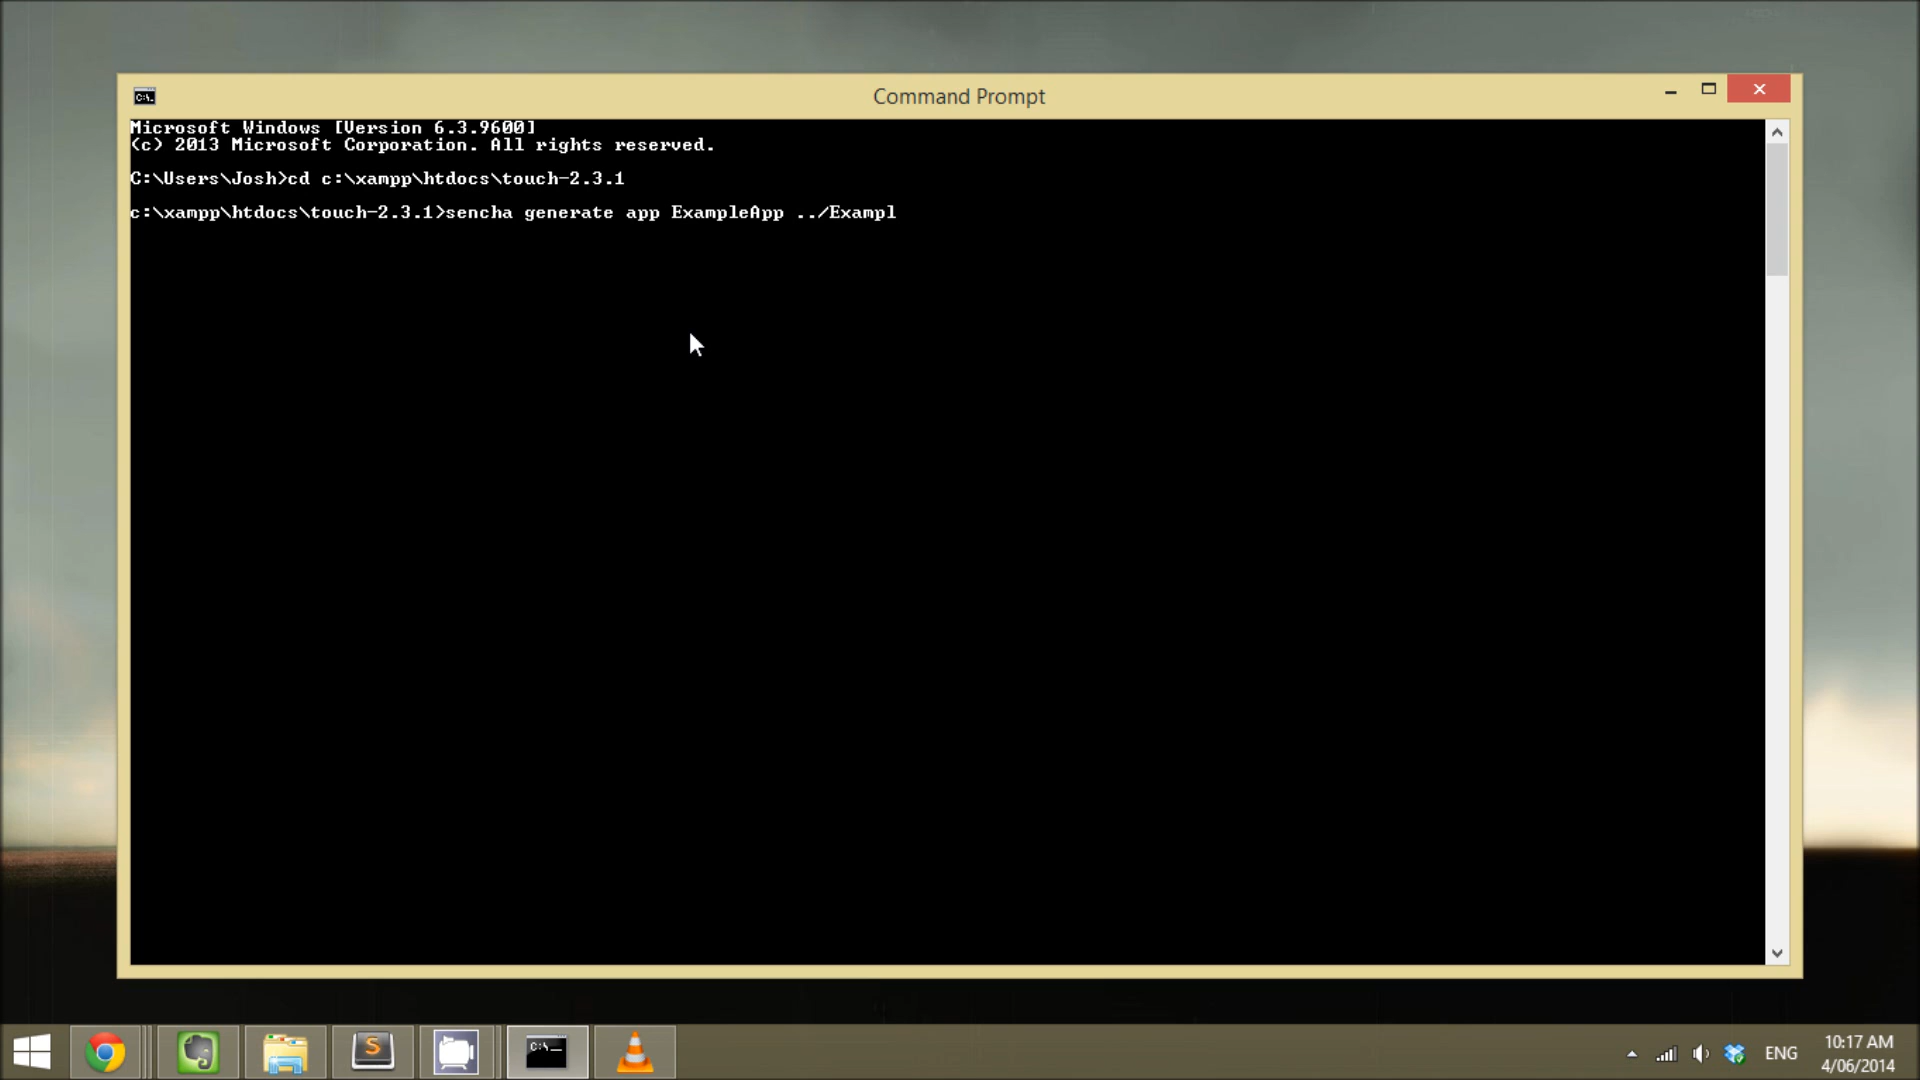 Command Prompt
Microsoft Windows [Version 6.3.9600]
(c) 2013 Microsoft Corporation. All rights reserved.
C:\Users\Josh>cd c:\xampp\htdocs\touch-2.3.1
c:\xampp\htdocs\touch-2.3.1>sencha generate app ExampleApp ../Exampl
ENG
10:17 AM
4/06/2014